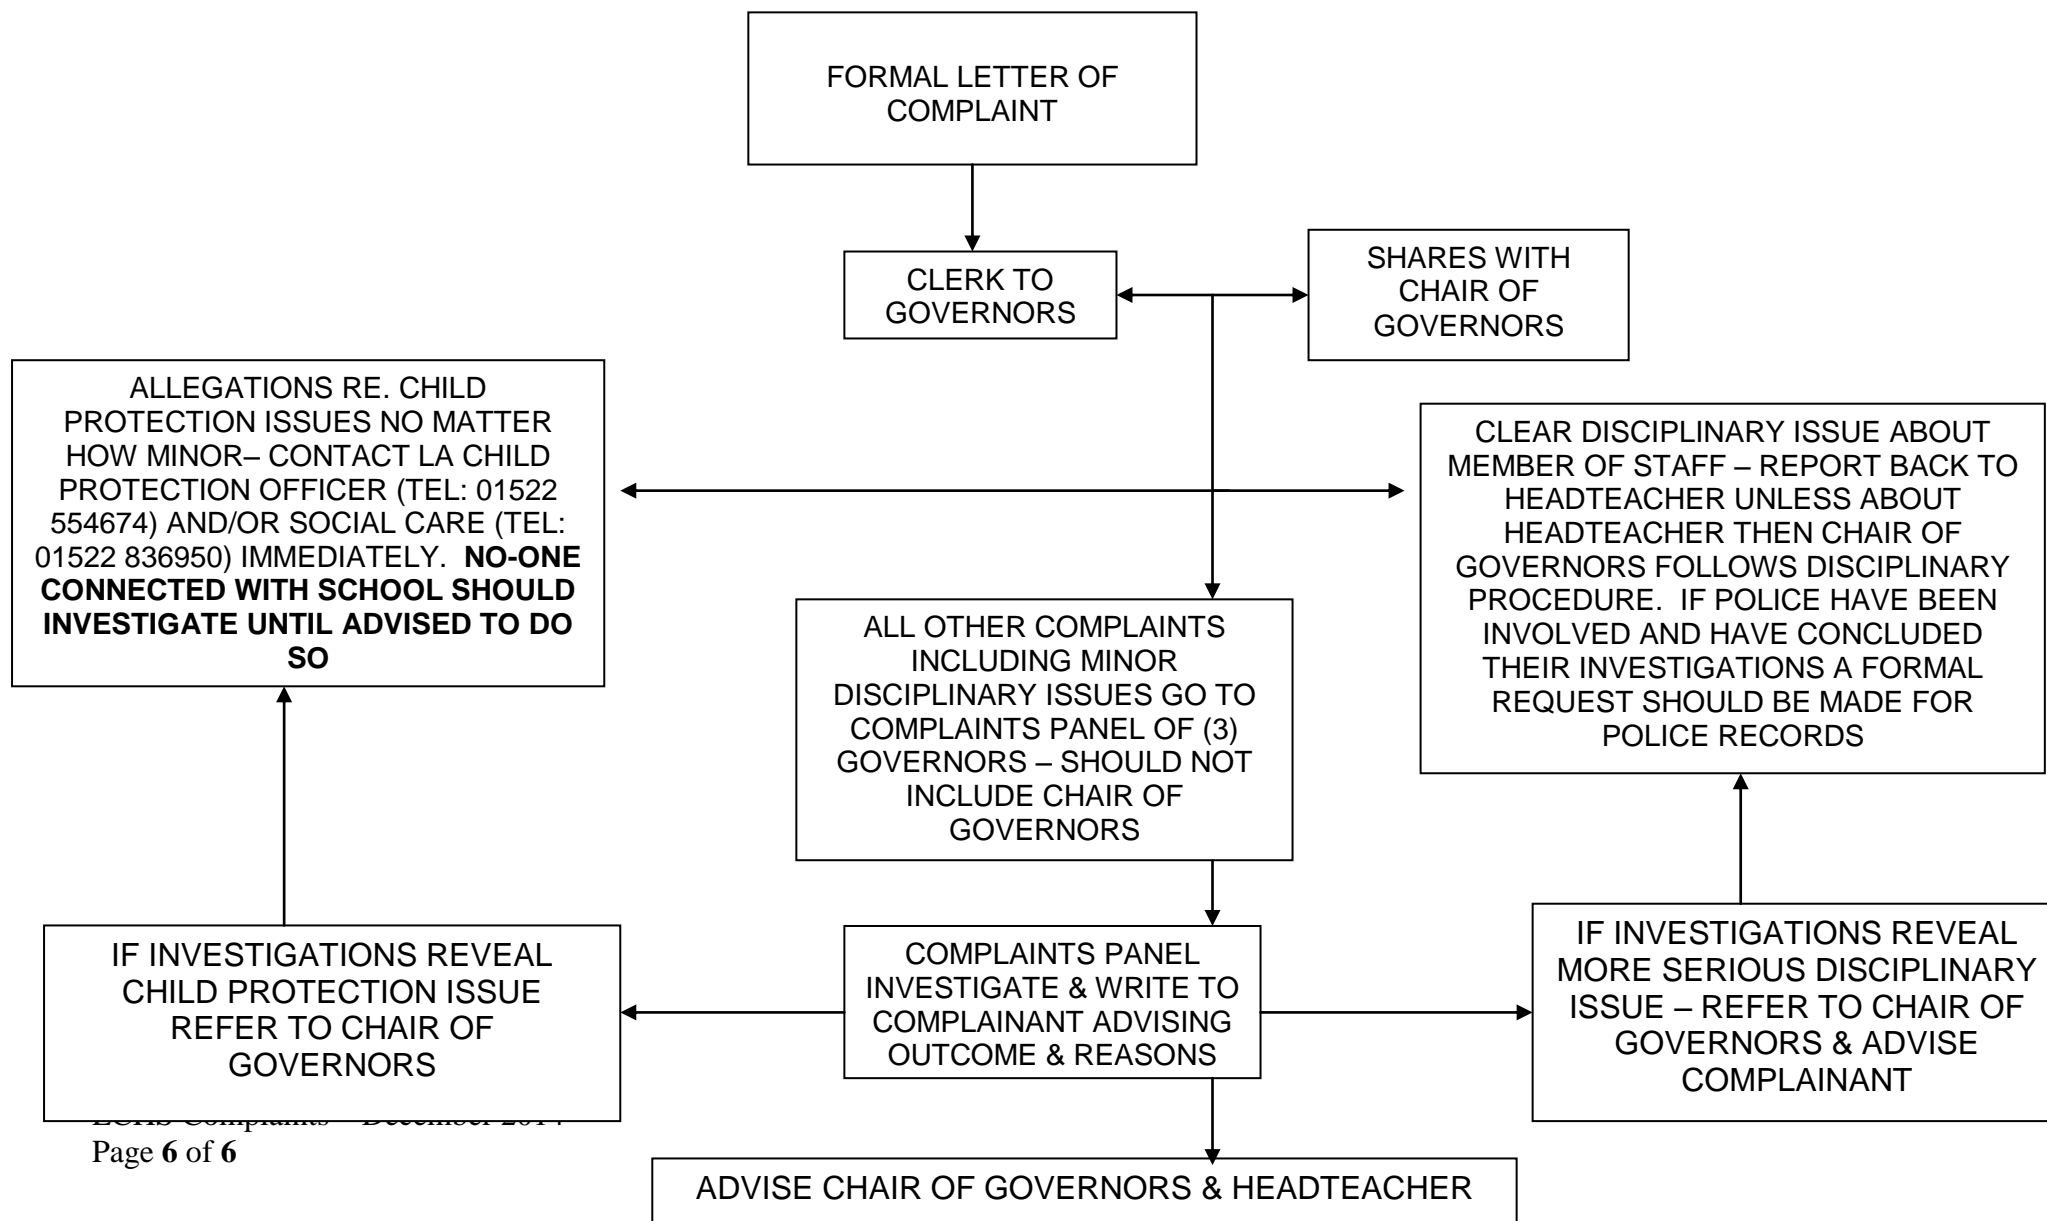 FORMAL LETTER OF
COMPLAINT
CLERK TO
GOVERNORS
SHARES WITH
CHAIR OF
GOVERNORS
ALLEGATIONS RE. CHILD
PROTECTION ISSUES NO MATTER
HOW MINOR– CONTACT LA CHILD
PROTECTION OFFICER (TEL: 01522
554674) AND/OR SOCIAL CARE (TEL:
01522 836950) IMMEDIATELY.  NO-ONE
CONNECTED WITH SCHOOL SHOULD
INVESTIGATE UNTIL ADVISED TO DO
SO
CLEAR DISCIPLINARY ISSUE ABOUT
MEMBER OF STAFF – REPORT BACK TO
HEADTEACHER UNLESS ABOUT
HEADTEACHER THEN CHAIR OF
GOVERNORS FOLLOWS DISCIPLINARY
PROCEDURE.  IF POLICE HAVE BEEN
INVOLVED AND HAVE CONCLUDED
THEIR INVESTIGATIONS A FORMAL
REQUEST SHOULD BE MADE FOR
POLICE RECORDS
ALL OTHER COMPLAINTS
INCLUDING MINOR
DISCIPLINARY ISSUES GO TO
COMPLAINTS PANEL OF (3)
GOVERNORS – SHOULD NOT
INCLUDE CHAIR OF
GOVERNORS
IF INVESTIGATIONS REVEAL
CHILD PROTECTION ISSUE
REFER TO CHAIR OF
GOVERNORS
COMPLAINTS PANEL
INVESTIGATE & WRITE TO
COMPLAINANT ADVISING
OUTCOME & REASONS
IF INVESTIGATIONS REVEAL
MORE SERIOUS DISCIPLINARY
ISSUE – REFER TO CHAIR OF
GOVERNORS & ADVISE
COMPLAINANT
Complaints – December
Page 6 of 6
ADVISE CHAIR OF GOVERNORS & HEADTEACHER